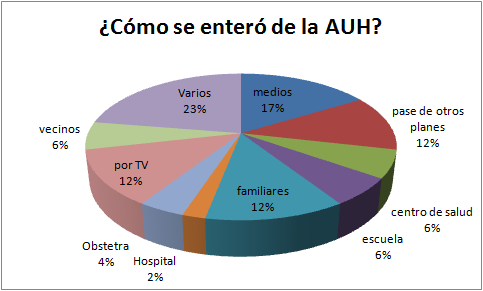 ¿Cómo se enteró de la AUH?
medios
17%
pase de otros
planes
12%
centro de salud
6%
escuela
6%
familiares
12%
Hospital
2%
Obstetra
4%
por TV
12%
vecinos
6%
Varios
23%